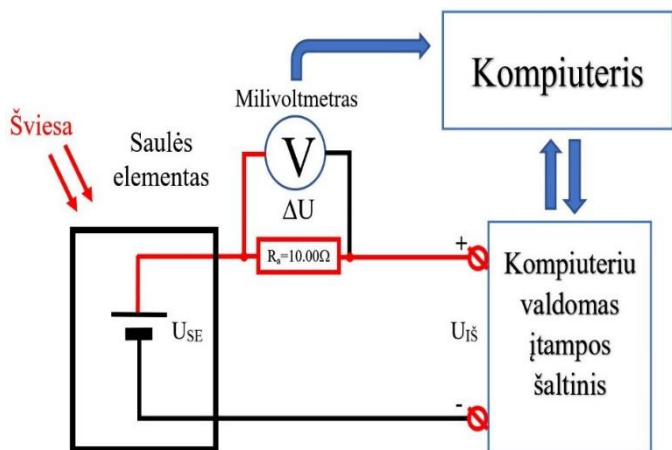 Kompiuteris
Milivoltmetras
Šviesa
Saulės
elementas
V
ΔU
Rₐ=10.00Ω
+
Kompiuteriu
valdomas
įtampos
šaltinis
USE
UIŠ
-